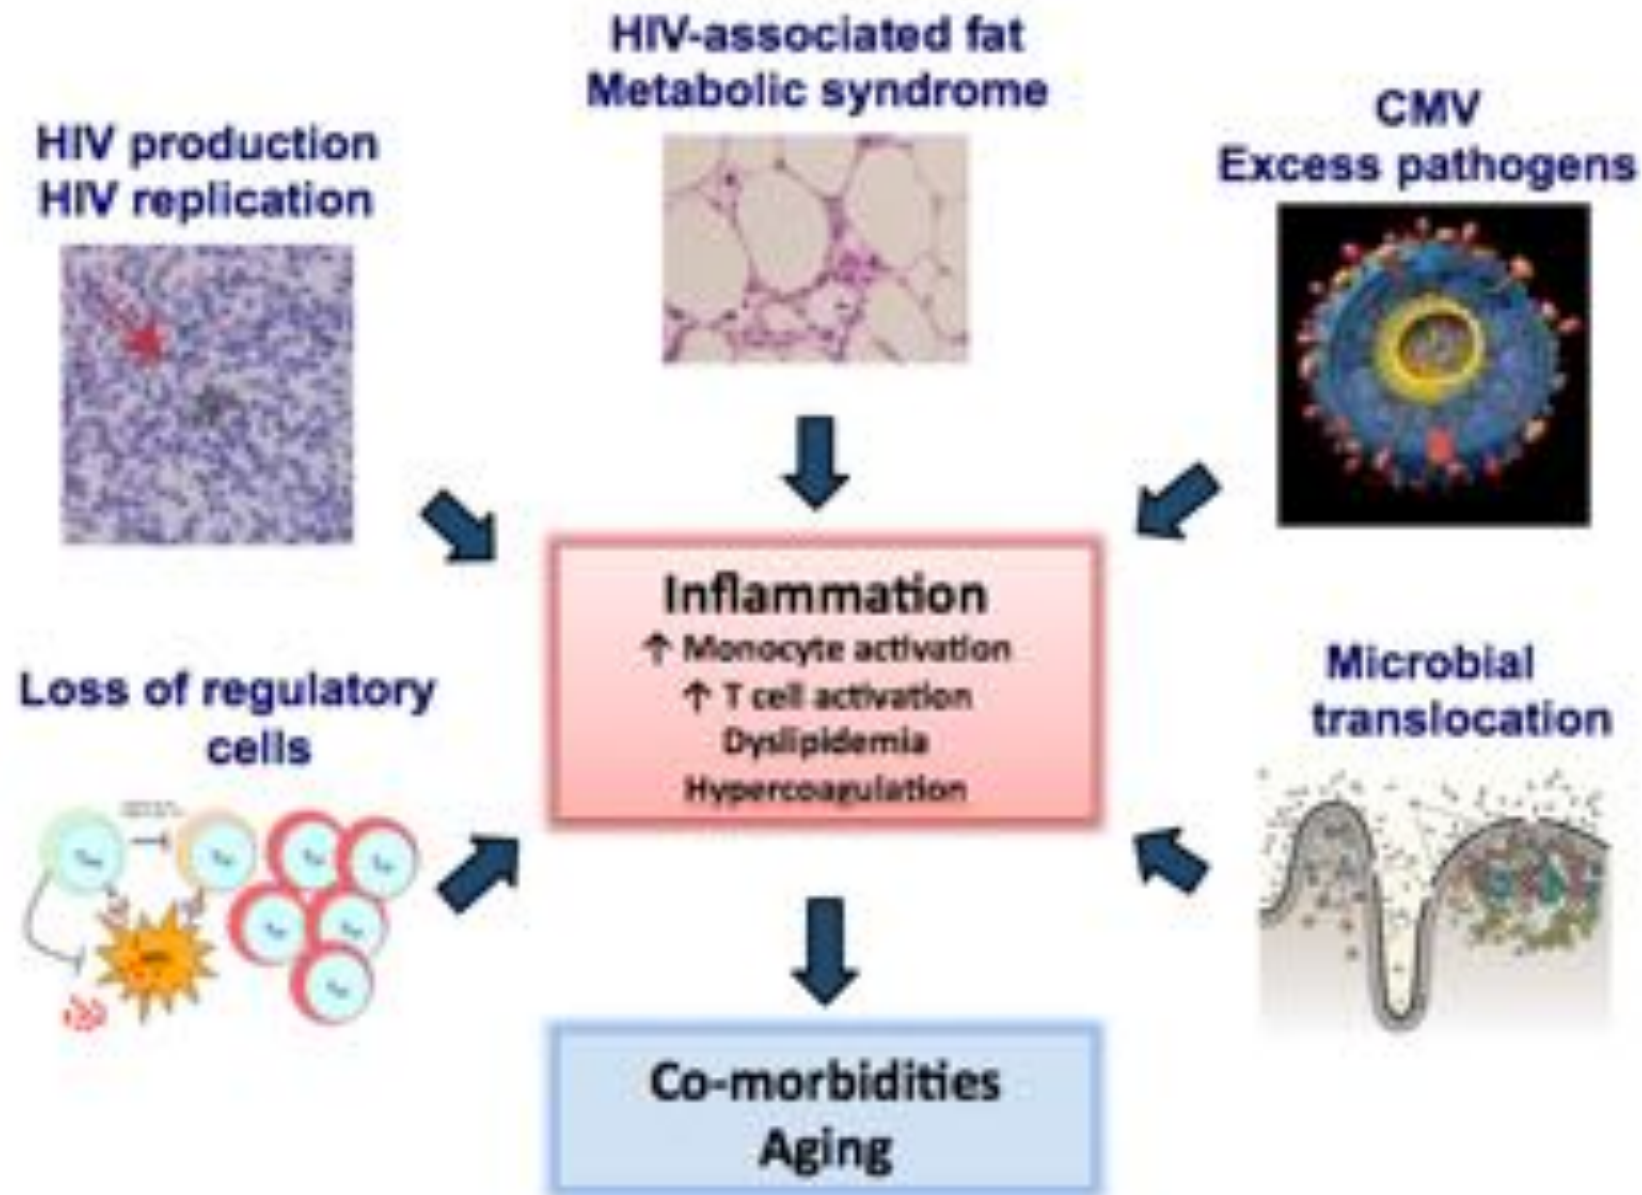 HIV-associated fat
Metabolic syndrome
HIV production
HIV replication
CMV
Excess pathogens
Inflammation
↑ Monocyte activation
↑ T cell activation
Dyslipidemia
Hypercoagulation
Loss of regulatory
cells
Microbial
translocation
Co-morbidities
Aging